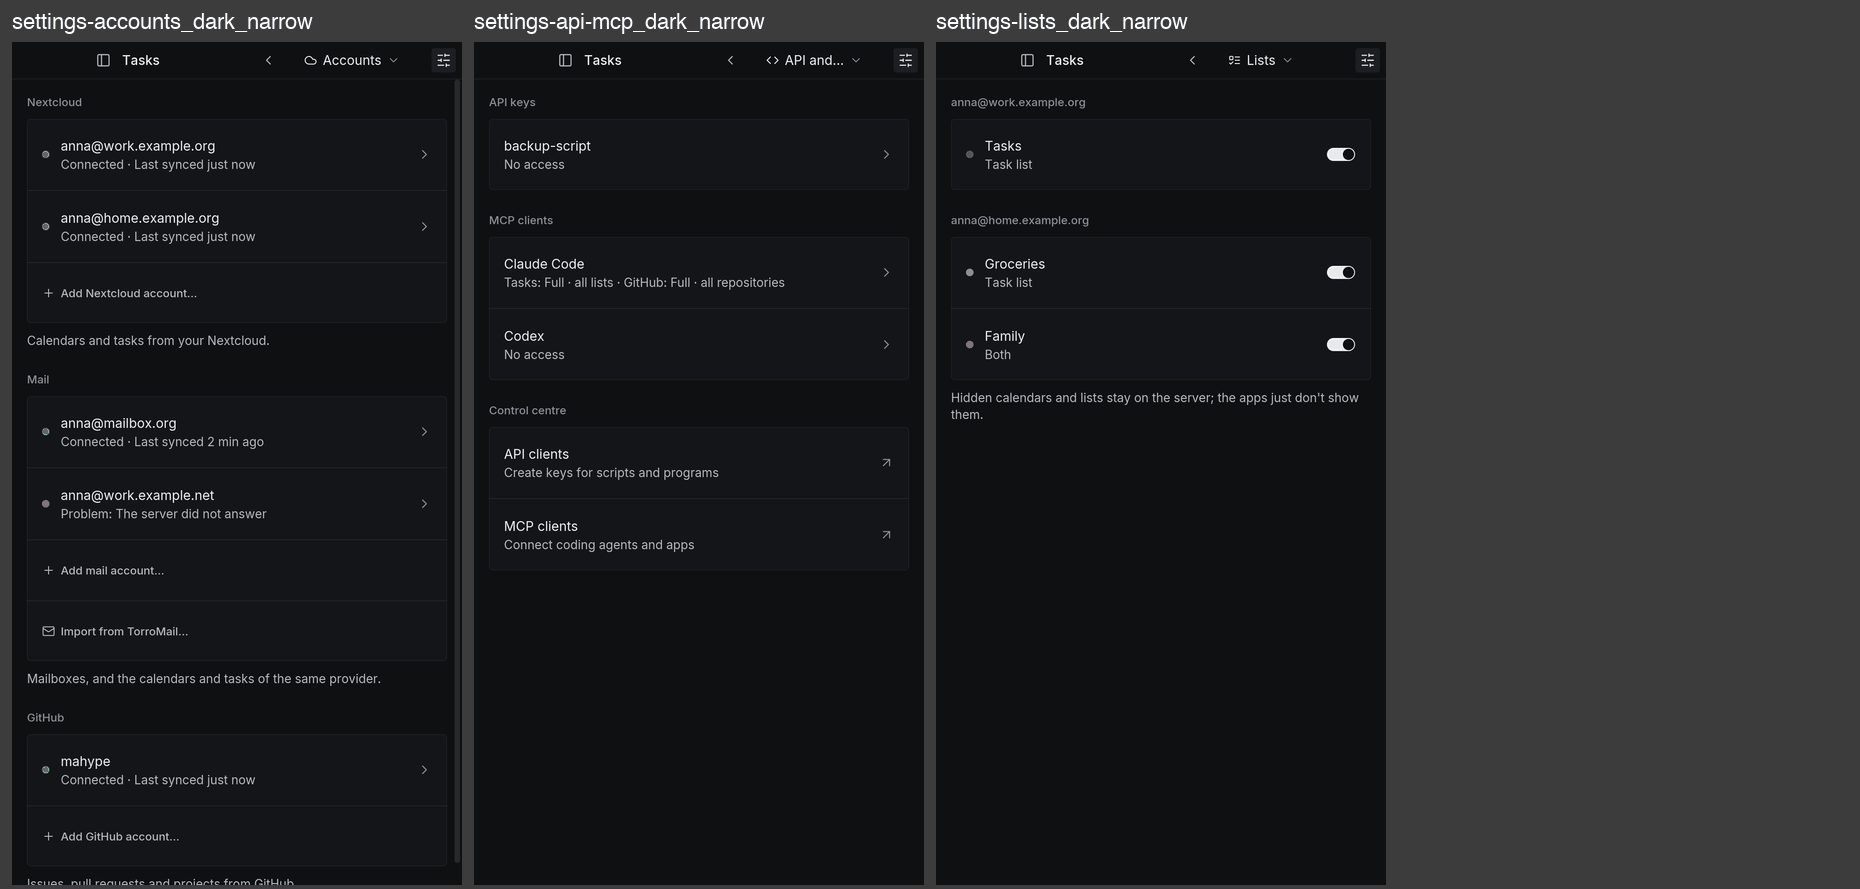 settings-accounts_dark_narrow
Tasks
Accounts
Nextcloud
anna@work.example.org
Connected · Last synced just now
anna@home.example.org
Connected · Last synced just now
Add Nextcloud account...
Calendars and tasks from your Nextcloud.
Mail
anna@mailbox.org
Connected · Last synced 2 min ago
anna@work.example.net
Problem: The server did not answer
Add mail account...
Import from TorroMail...
Mailboxes, and the calendars and tasks of the same provider.
GitHub
mahype
Connected · Last synced just now
Add GitHub account...
Issues, pull requests and projects from GitHub.
settings-api-mcp_dark_narrow
Tasks
API and...
API keys
backup-script
No access
MCP clients
Claude Code
Tasks: Full · all lists · GitHub: Full · all repositories
Codex
No access
Control centre
API clients
Create keys for scripts and programs
MCP clients
Connect coding agents and apps
settings-lists_dark_narrow
Tasks
Lists
anna@work.example.org
Tasks
Task list
anna@home.example.org
Groceries
Task list
Family
Both
Hidden calendars and lists stay on the server; the apps just don't show
them.